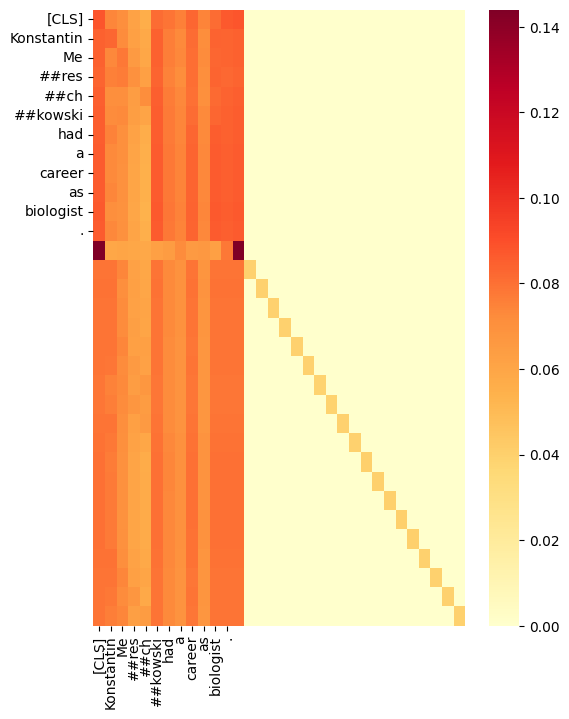 [CLS]
Konstantin
Me
##res
##ch
##kowski
had
a
career
as
biologist
.
0.14
0.12
0.10
0.08
0.06
0.04
0.02
0.00
[CLS]
Konstantin
Me
##res
##ch
##kowski
had
a
career
as
biologist
.